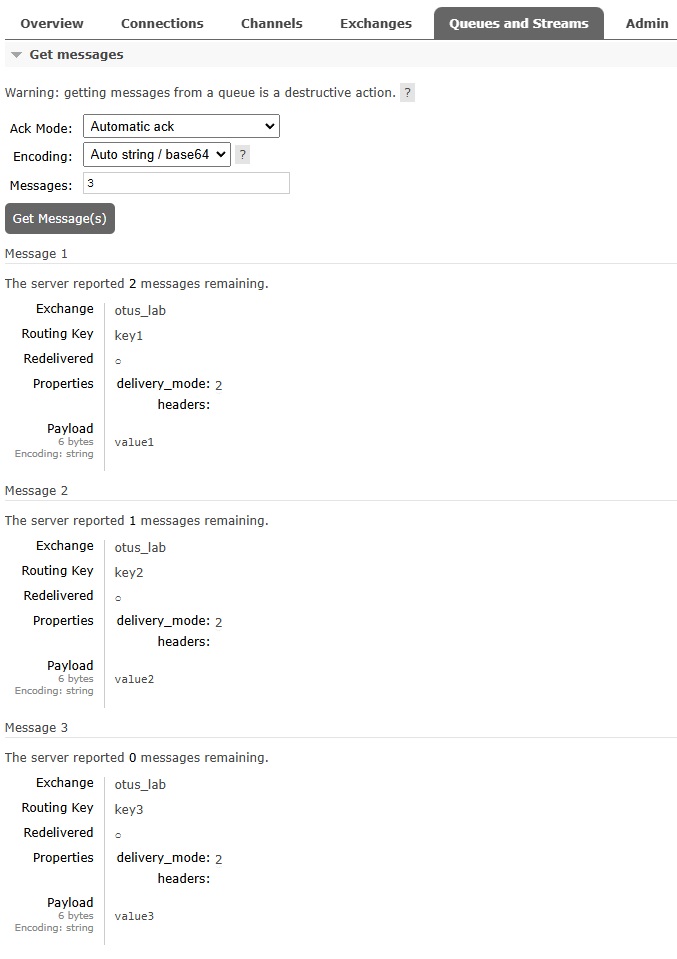 Overview Connections Channels Exchanges Queues and Streams Admin
Get messages
Warning: getting messages from a queue is a destructive action. ?
Ack Mode: Automatic ack
Encoding: Auto string / base64 ?
Messages: 3
Get Message(s)
Message 1
The server reported 2 messages remaining.
Exchange otus_lab
Routing Key key1
Redelivered ○
Properties delivery_mode: 2
headers:
Payload
6 bytes value1
Encoding: string
Message 2
The server reported 1 messages remaining.
Exchange otus_lab
Routing Key key2
Redelivered ○
Properties delivery_mode: 2
headers:
Payload
6 bytes value2
Encoding: string
Message 3
The server reported 0 messages remaining.
Exchange otus_lab
Routing Key key3
Redelivered ○
Properties delivery_mode: 2
headers:
Payload
6 bytes value3
Encoding: string